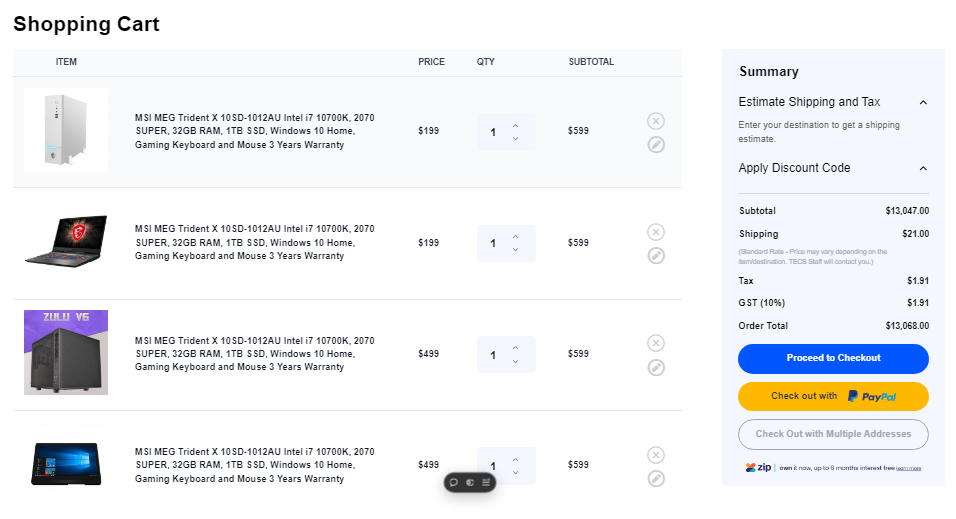 Shopping Cart
ITEM PRICE QTY SUBTOTAL
MSI MEG Trident X 10SD-1012AU Intel i7 10700K, 2070
SUPER, 32GB RAM, 1TB SSD, Windows 10 Home,
Gaming Keyboard and Mouse 3 Years Warranty
$199 1 $599
MSI MEG Trident X 10SD-1012AU Intel i7 10700K, 2070
SUPER, 32GB RAM, 1TB SSD, Windows 10 Home,
Gaming Keyboard and Mouse 3 Years Warranty
$199 1 $599
ZULU V6
MSI MEG Trident X 10SD-1012AU Intel i7 10700K, 2070
SUPER, 32GB RAM, 1TB SSD, Windows 10 Home,
Gaming Keyboard and Mouse 3 Years Warranty
$499 1 $599
MSI MEG Trident X 10SD-1012AU Intel i7 10700K, 2070
SUPER, 32GB RAM, 1TB SSD, Windows 10 Home,
Gaming Keyboard and Mouse 3 Years Warranty
$499 1 $599
Summary
Estimate Shipping and Tax
Enter your destination to get a shipping
estimate.
Apply Discount Code
Subtotal $13,047.00
Shipping $21.00
(Standard Rate - Price may vary depending on the
item/destination. TECS Staff will contact you.)
Tax $1.91
GST (10%) $1.91
Order Total $13,068.00
Proceed to Checkout
Check out with PayPal
Check Out with Multiple Addresses
zip own it now, up to 6 months interest free learn more